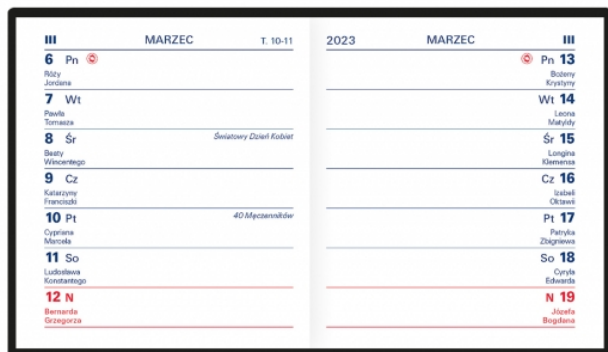 III MARZEC T. 10-11
6 Pn
Róży
Jordana
7 Wt
Pawła
Tomasza
8 Śr Światowy Dzień Kobiet
Beaty
Wincentego
9 Cz
Katarzyny
Franciszki
10 Pt 40 Męczenników
Cypriana
Marcela
11 So
Ludosława
Konstantego
12 N
Bernarda
Grzegorza
2023 MARZEC III
Pn 13
Bożeny
Krystyny
Wt 14
Leona
Matyldy
Śr 15
Longina
Klemensa
Cz 16
Izabeli
Oktawii
Pt 17
Patryka
Zbigniewa
So 18
Cyryla
Edwarda
N 19
Józefa
Bogdana